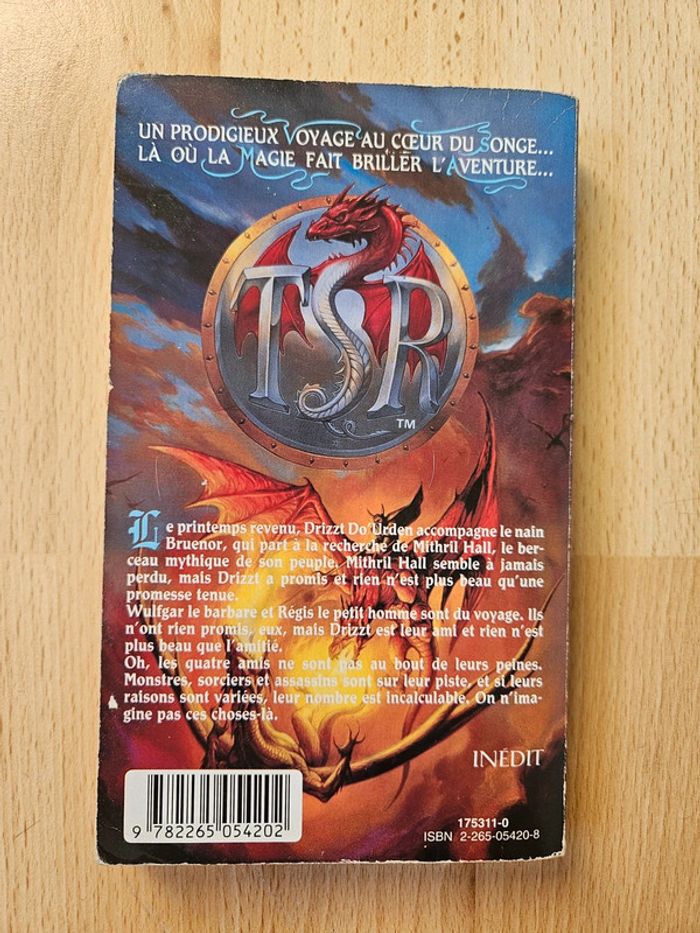 UN PRODIGIEUX VOYAGE AU CŒUR DU SONGE...
LÀ OÙ LA MAGIE FAIT BRILLER L'AVENTURE...
TSR
TM
Le printemps revenu, Drizzt Do'Urden accompagne le nain
Bruenor, qui part à la recherche de Mithril Hall, le ber-
ceau mythique de son peuple. Mithril Hall semble à jamais
perdu, mais Drizzt a promis et rien n'est plus beau qu'une
promesse tenue.
Wulfgar le barbare et Régis le petit homme sont du voyage. Ils
n'ont rien promis, eux, mais Drizzt est leur ami et rien n'est
plus beau que l'amitié.
Oh, les quatre amis ne sont pas au bout de leurs peines.
Monstres, sorciers et assassins sont sur leur piste, et si leurs
raisons sont variées, leur nombre est incalculable. On n'ima-
gine pas ces choses-là.
INÉDIT
9 782265 054202
175311-0
ISBN 2-265-05420-8